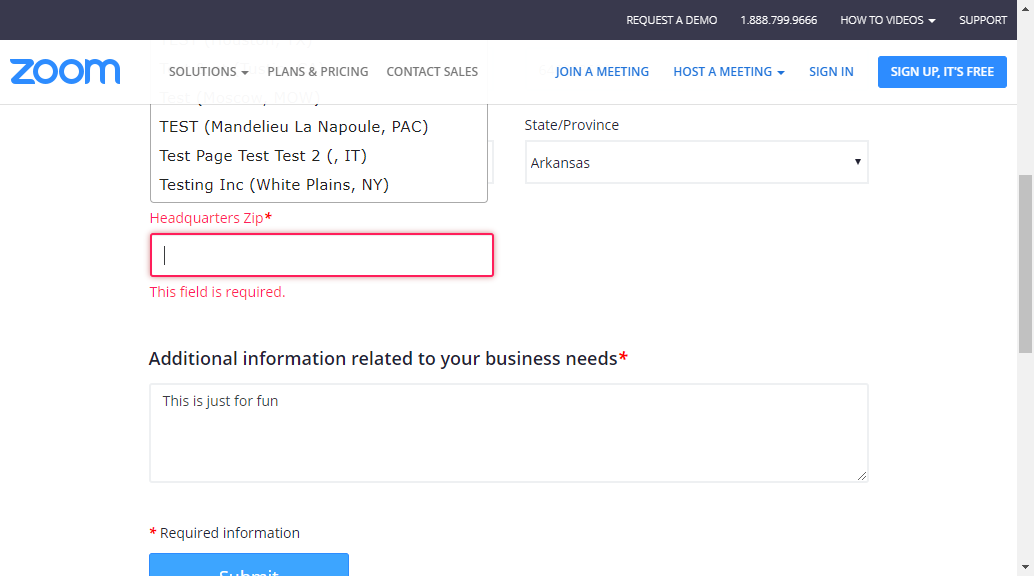 REQUEST A DEMO 1.888.799.9666 HOW TO VIDEOS SUPPORT
zoom SOLUTIONS PLANS & PRICING CONTACT SALES JOIN A MEETING HOST A MEETING SIGN IN SIGN UP, IT'S FREE
Test (Moscow, MOW)
TEST (Mandelieu La Napoule, PAC)
Test Page Test Test 2 (, IT)
Testing Inc (White Plains, NY)
State/Province
Arkansas
Headquarters Zip*
This field is required.
Additional information related to your business needs*
This is just for fun
* Required information
Submit